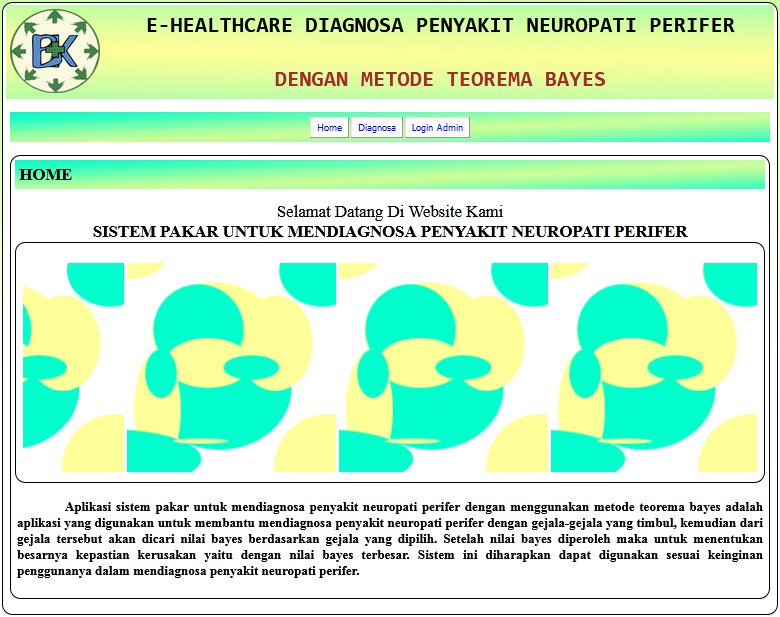 E-HEALTHCARE DIAGNOSA PENYAKIT NEUROPATI PERIFER
DENGAN METODE TEOREMA BAYES
Home Diagnosa Login Admin
HOME
Selamat Datang Di Website Kami
SISTEM PAKAR UNTUK MENDIAGNOSA PENYAKIT NEUROPATI PERIFER
Aplikasi sistem pakar untuk mendiagnosa penyakit neuropati perifer dengan menggunakan metode teorema bayes adalah
aplikasi yang digunakan untuk membantu mendiagnosa penyakit neuropati perifer dengan gejala-gejala yang timbul, kemudian dari
gejala tersebut akan dicari nilai bayes berdasarkan gejala yang dipilih. Setelah nilai bayes diperoleh maka untuk menentukan
besarnya kepastian kerusakan yaitu dengan nilai bayes terbesar. Sistem ini diharapkan dapat digunakan sesuai keinginan
penggunanya dalam mendiagnosa penyakit neuropati perifer.